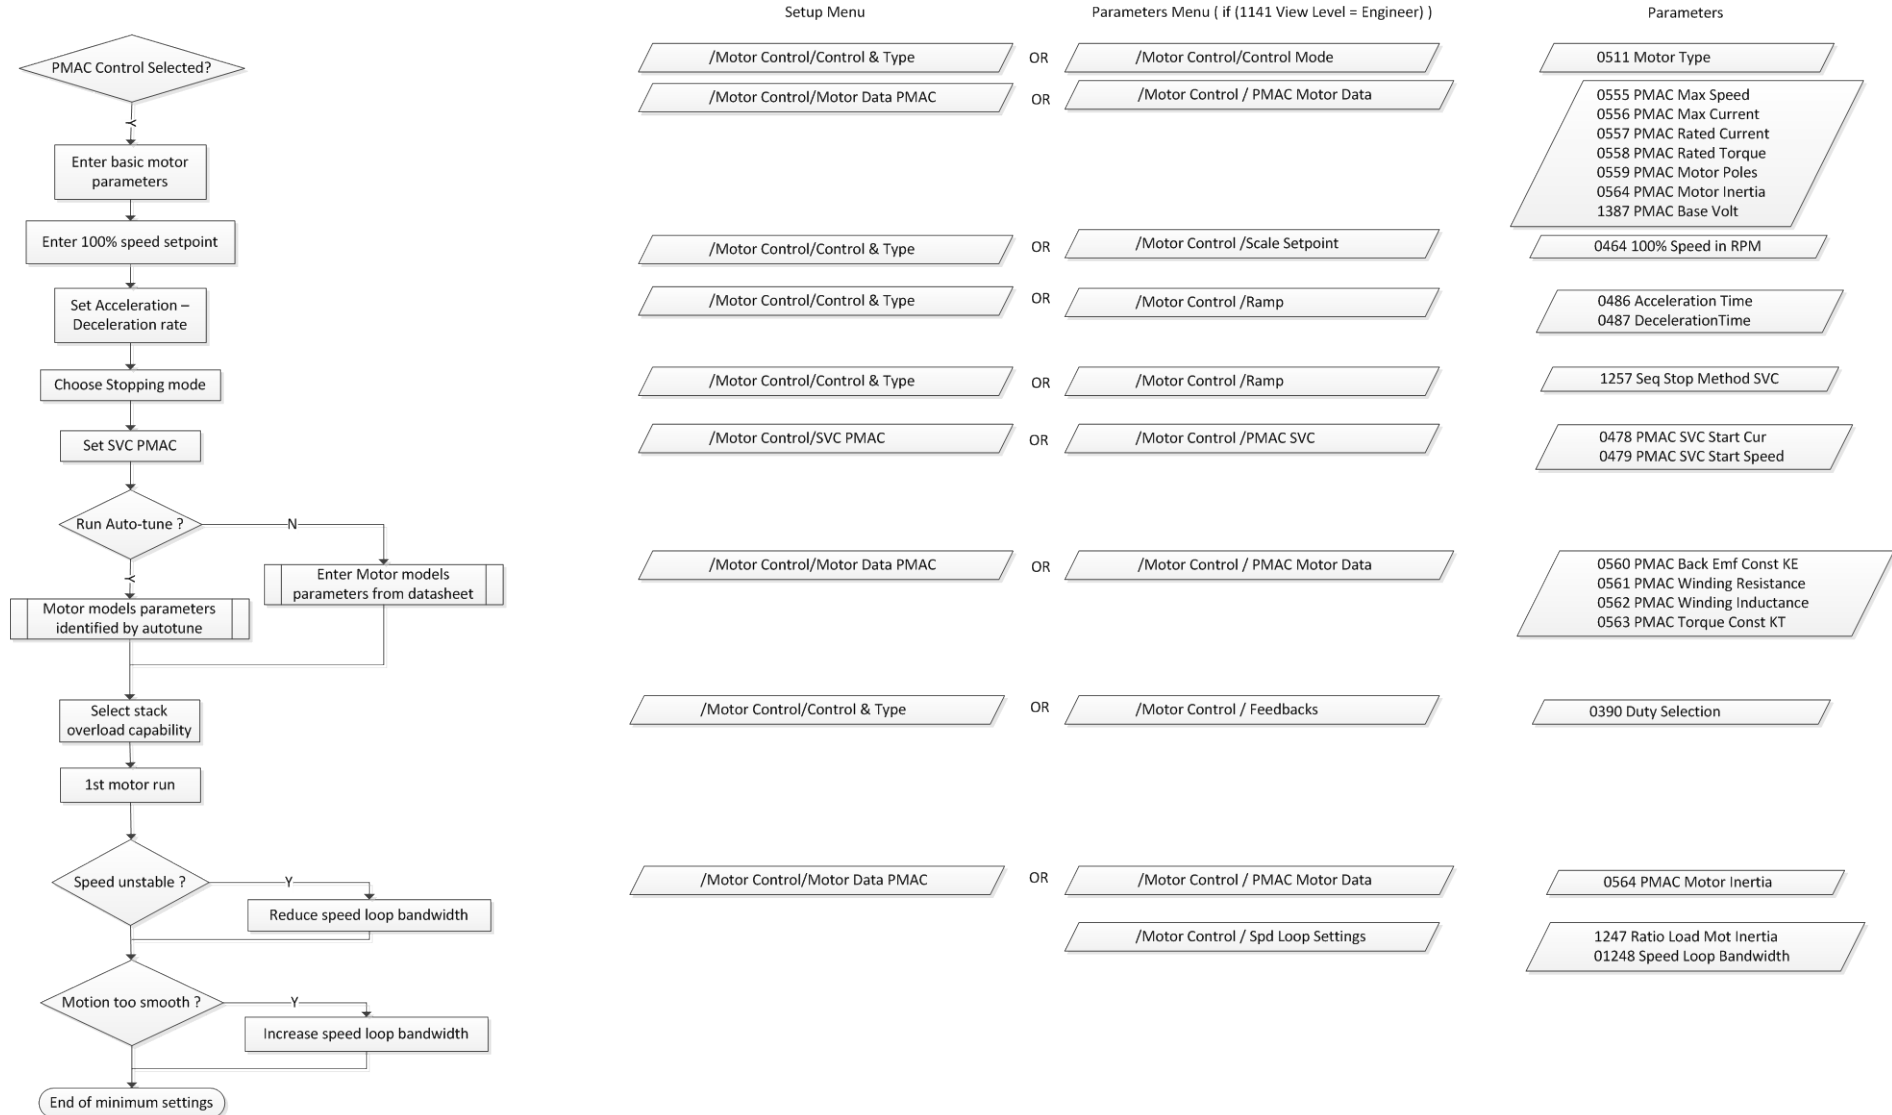 Setup Menu
Parameters Menu ( if (1141 View Level = Engineer) )
Parameters
PMAC Control Selected?
/Motor Control/Control & Type
OR
/Motor Control/Control Mode
0511 Motor Type
/Motor Control/Motor Data PMAC
OR
/Motor Control / PMAC Motor Data
0555 PMAC Max Speed
0556 PMAC Max Current
0557 PMAC Rated Current
0558 PMAC Rated Torque
0559 PMAC Motor Poles
0564 PMAC Motor Inertia
1387 PMAC Base Volt
Y
Enter basic motor
parameters
Enter 100% speed setpoint
/Motor Control/Control & Type
OR
/Motor Control /Scale Setpoint
0464 100% Speed in RPM
Set Acceleration –
Deceleration rate
/Motor Control/Control & Type
OR
/Motor Control /Ramp
0486 Acceleration Time
0487 DecelerationTime
Choose Stopping mode
/Motor Control/Control & Type
OR
/Motor Control /Ramp
1257 Seq Stop Method SVC
Set SVC PMAC
/Motor Control/SVC PMAC
OR
/Motor Control /PMAC SVC
0478 PMAC SVC Start Cur
0479 PMAC SVC Start Speed
Run Auto-tune ?
N
Y
Enter Motor models
parameters from datasheet
Motor models parameters
identified by autotune
/Motor Control/Motor Data PMAC
OR
/Motor Control / PMAC Motor Data
0560 PMAC Back Emf Const KE
0561 PMAC Winding Resistance
0562 PMAC Winding Inductance
0563 PMAC Torque Const KT
Select stack
overload capability
/Motor Control/Control & Type
OR
/Motor Control / Feedbacks
0390 Duty Selection
1st motor run
Speed unstable ?
Y
Reduce speed loop bandwidth
/Motor Control/Motor Data PMAC
OR
/Motor Control / PMAC Motor Data
0564 PMAC Motor Inertia
/Motor Control / Spd Loop Settings
1247 Ratio Load Mot Inertia
01248 Speed Loop Bandwidth
Motion too smooth ?
Y
Increase speed loop bandwidth
End of minimum settings